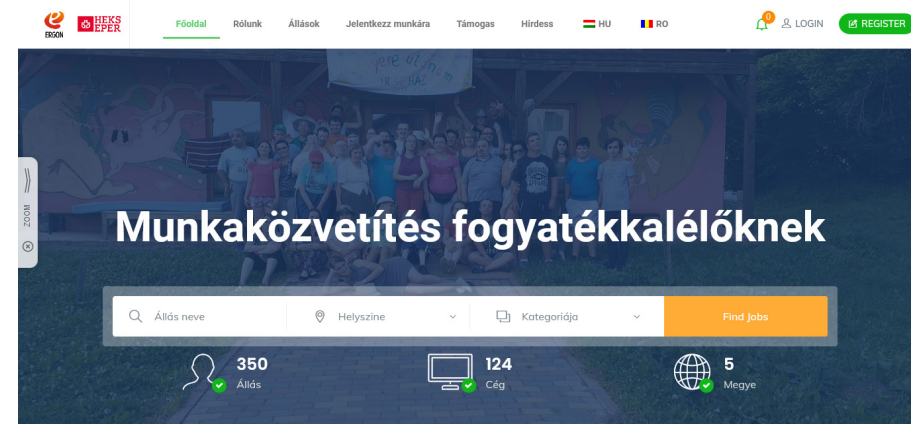 ERGON
HEKS
EPER
Főoldal
Rólunk
Állások
Jelentkezz munkára
Támogas
Hirdess
HU
RO
0
LOGIN
REGISTER
ZOOM
Munkaközvetítés fogyatékkalélőknek
Állás neve
Helyszine
Kategoriája
Find Jobs
350
Állás
124
Cég
5
Megye